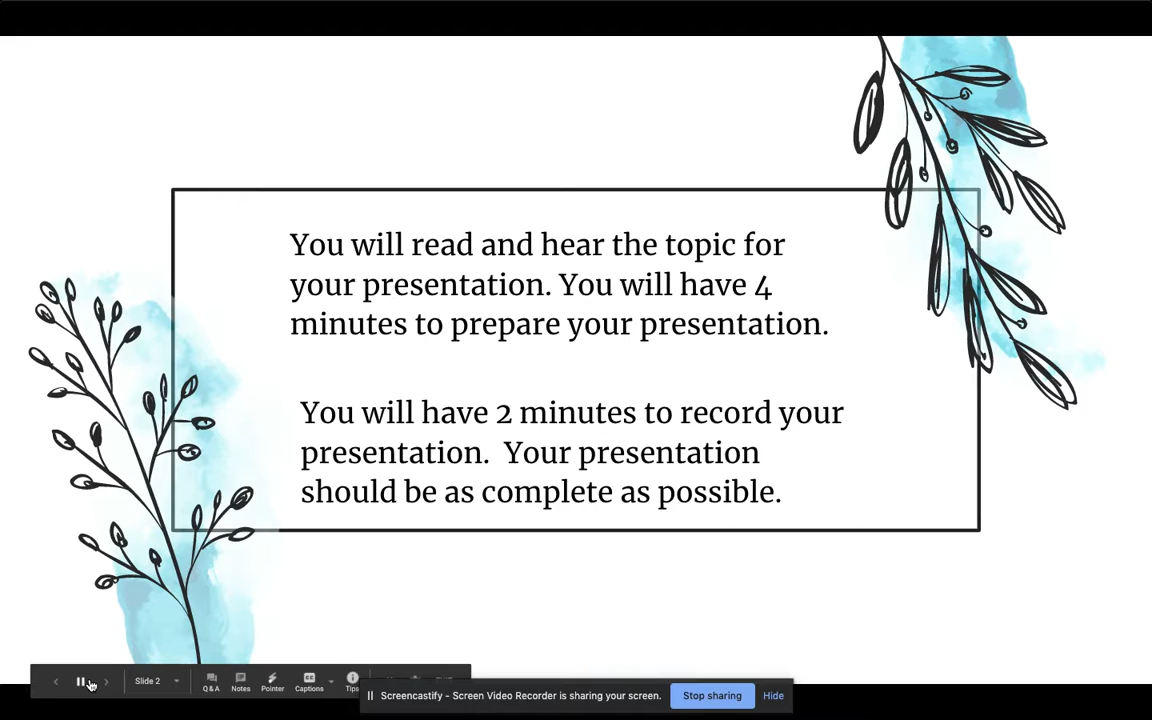 You will read and hear the topic for
your presentation. You will have 4
minutes to prepare your presentation.
You will have 2 minutes to record your
presentation.  Your presentation
should be as complete as possible.
Slide 2
Q&A Notes Pointer Captions Tips
Screencastify - Screen Video Recorder is sharing your screen. Stop sharing Hide